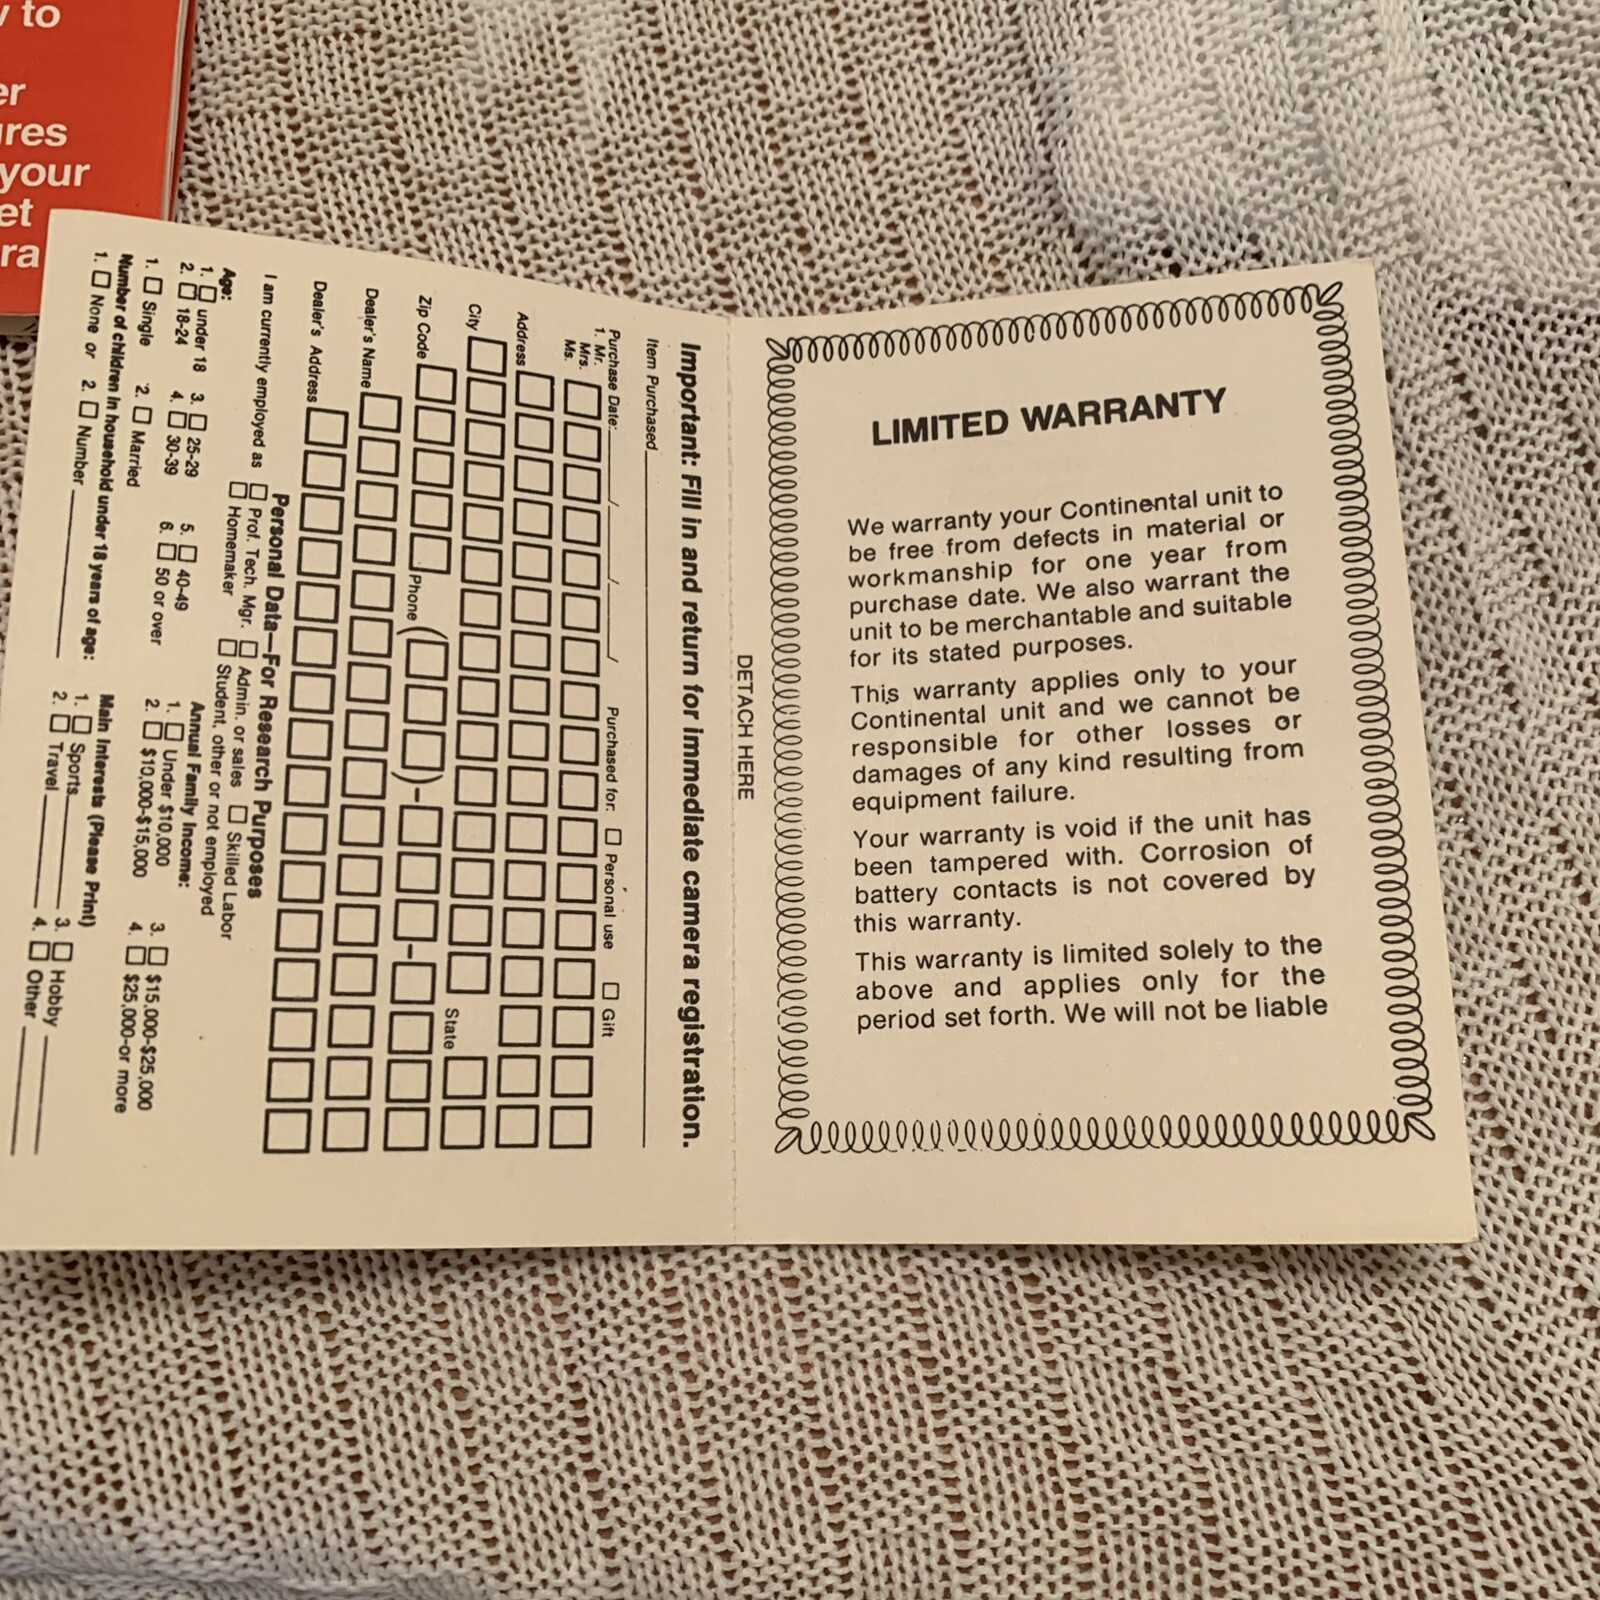 to
er
ures
your
et
ra
LIMITED WARRANTY
We warranty your Continental unit to
be free from defects in material or
workmanship for one year from
purchase date. We also warrant the
unit to be merchantable and suitable
for its stated purposes.
This warranty applies only to your
Continental unit and we cannot be
responsible for other losses or
damages of any kind resulting from
equipment failure.
Your warranty is void if the unit has
been tampered with. Corrosion of
battery contacts is not covered by
this warranty.
This warranty is limited solely to the
above and applies only for the
period set forth. We will not be liable
DETACH HERE
Important: Fill in and return for immediate camera registration.
Item Purchased
Purchase Date: / / / Purchased for: Personal use Gift
1. Mr.
Mrs.
Ms.
Address
City State
Zip Code Phone ( ) - -
Dealer's Name
Dealer's Address
Personal Data—For Research Purposes
I am currently employed as Prof. Tech. Mgr. Admin. or sales Skilled Labor
Homemaker Student, other or not employed
Age:
1. under 18 3. 25-29 5. 40-49
2. 18-24 4. 30-39 6. 50 or over
Annual Family Income:
1. Under $10,000 3. $15,000-$25,000
2. $10,000-$15,000 4. $25,000-or more
1. Single 2. Married
Number of children in household under 18 years of age:
1. None or 2. Number
Main Interests (Please Print)
1. Sports 3. Hobby
2. Travel 4. Other